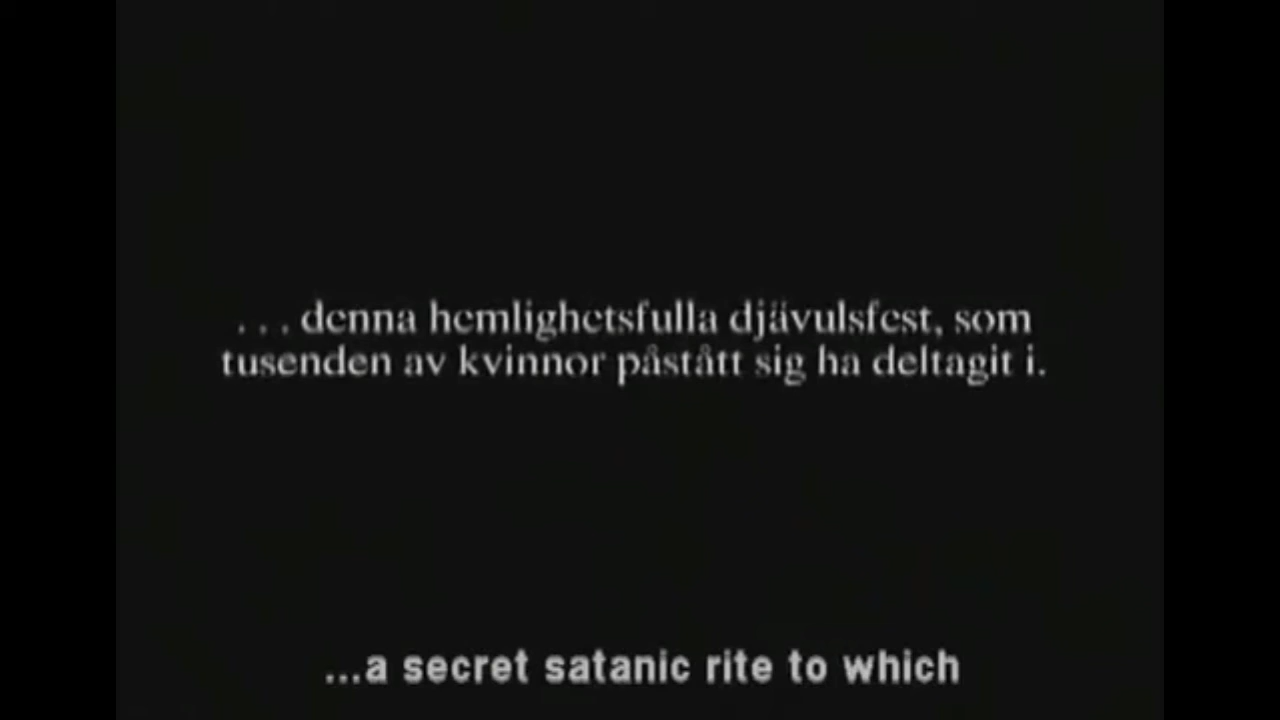 . . . denna hemlighetsfulla djävulsfest, som
tusenden av kvinnor påstått sig ha deltagit i.
...a secret satanic rite to which